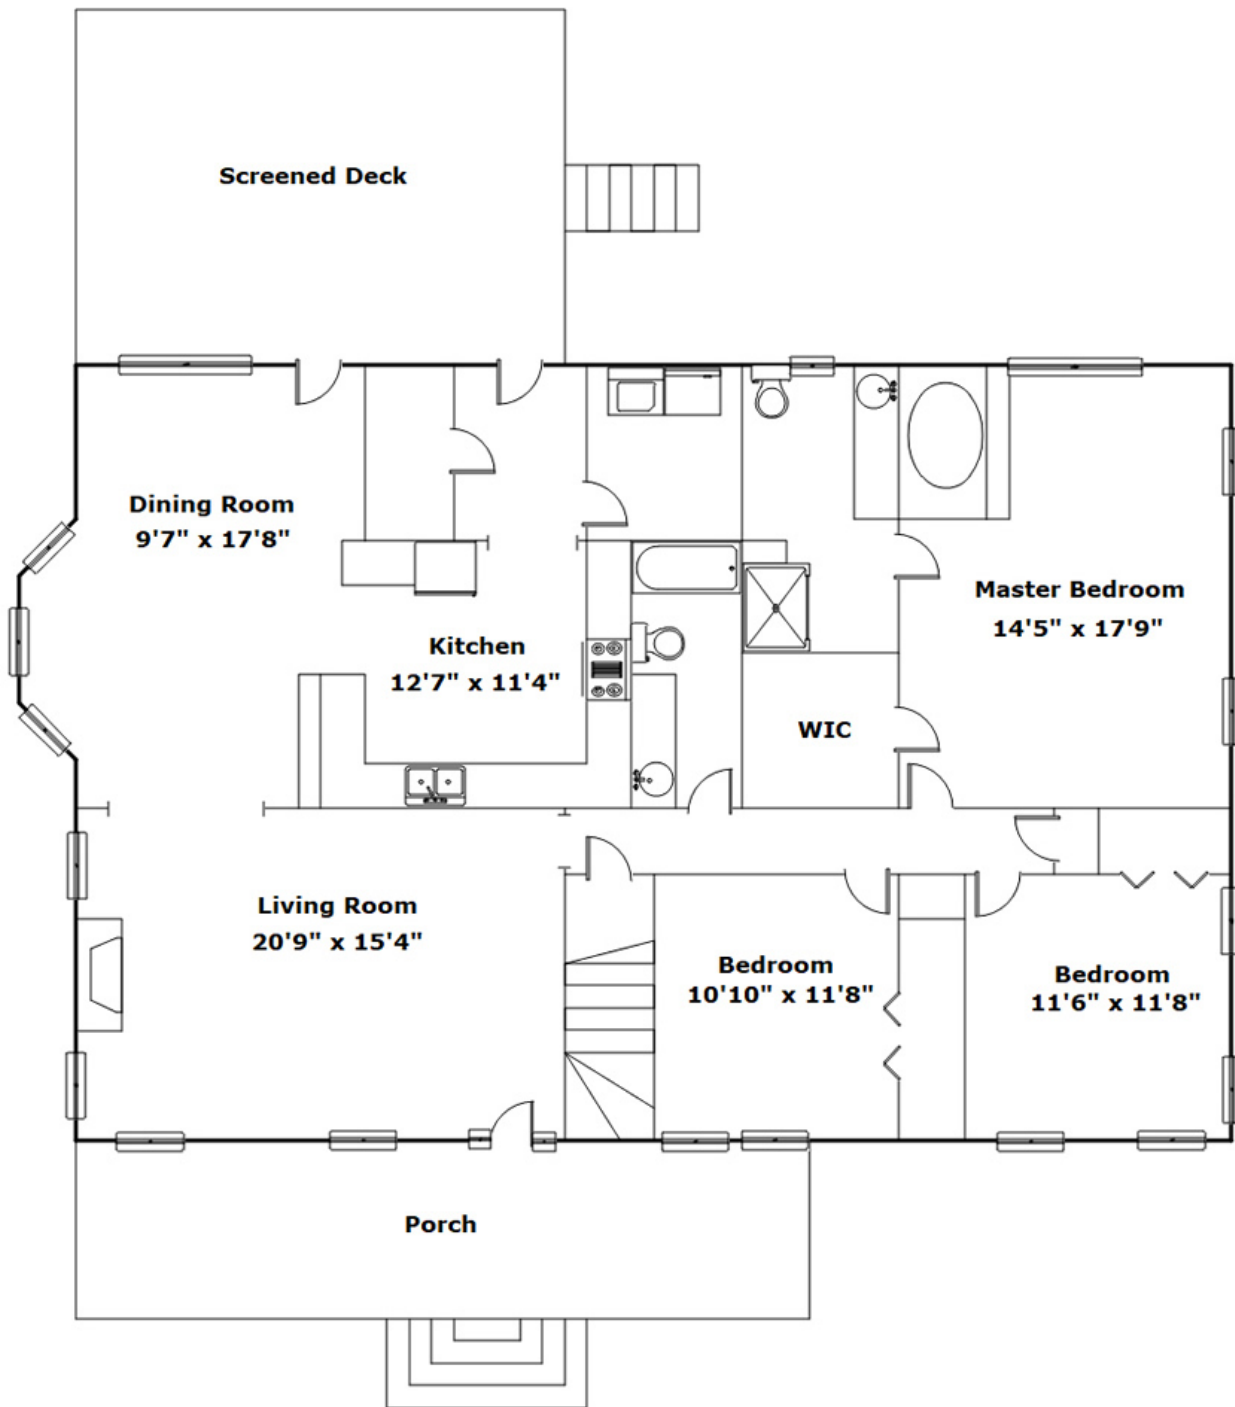 Screened Deck
Dining Room
9'7" x 17'8"
Kitchen
12'7" x 11'4"
Master Bedroom
14'5" x 17'9"
WIC
Living Room
20'9" x 15'4"
Bedroom
10'10" x 11'8"
Bedroom
11'6" x 11'8"
Porch